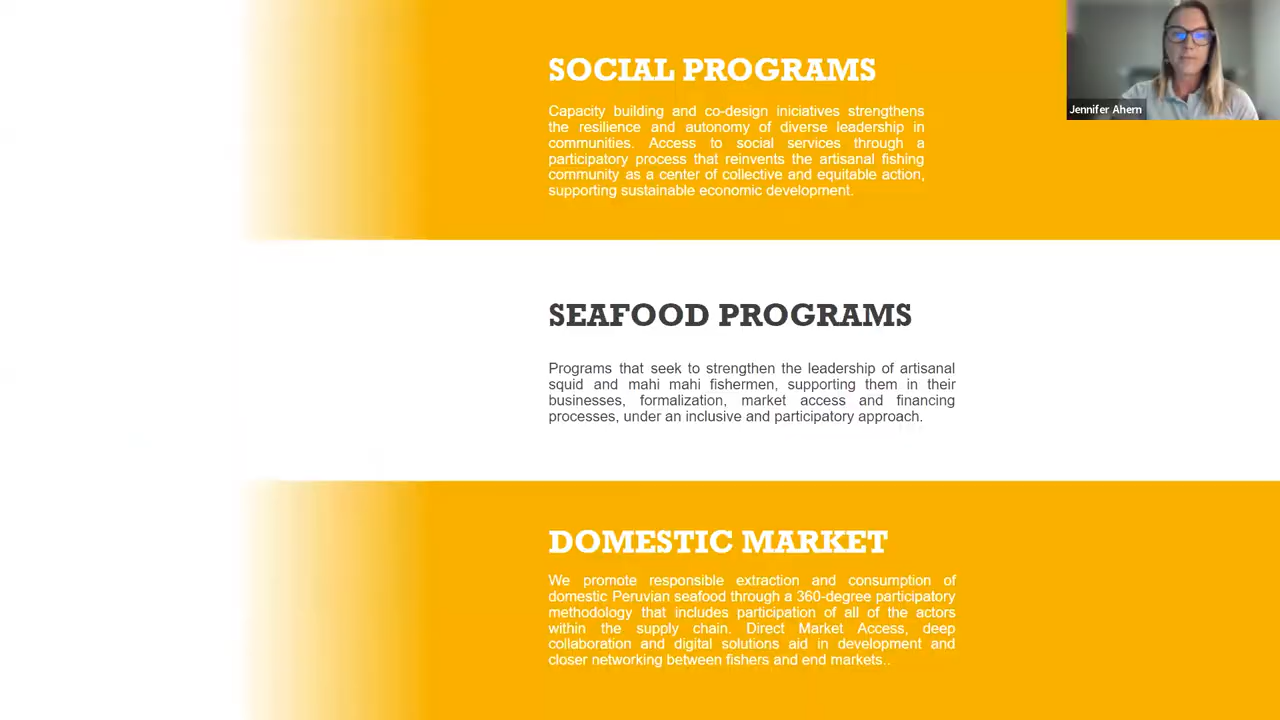 SOCIAL PROGRAMS
Capacity building and co-design iniciatives strengthens
the resilience and autonomy of diverse leadership in
communities. Access to social services through a
participatory process that reinvents the artisanal fishing
community as a center of collective and equitable action,
supporting sustainable economic development.
Jennifer Ahern
SEAFOOD PROGRAMS
Programs that seek to strengthen the leadership of artisanal
squid and mahi mahi fishermen, supporting them in their
businesses, formalization, market access and financing
processes, under an inclusive and participatory approach.
DOMESTIC MARKET
We promote responsible extraction and consumption of
domestic Peruvian seafood through a 360-degree participatory
methodology that includes participation of all of the actors
within the supply chain. Direct Market Access, deep
collaboration and digital solutions aid in development and
closer networking between fishers and end markets..